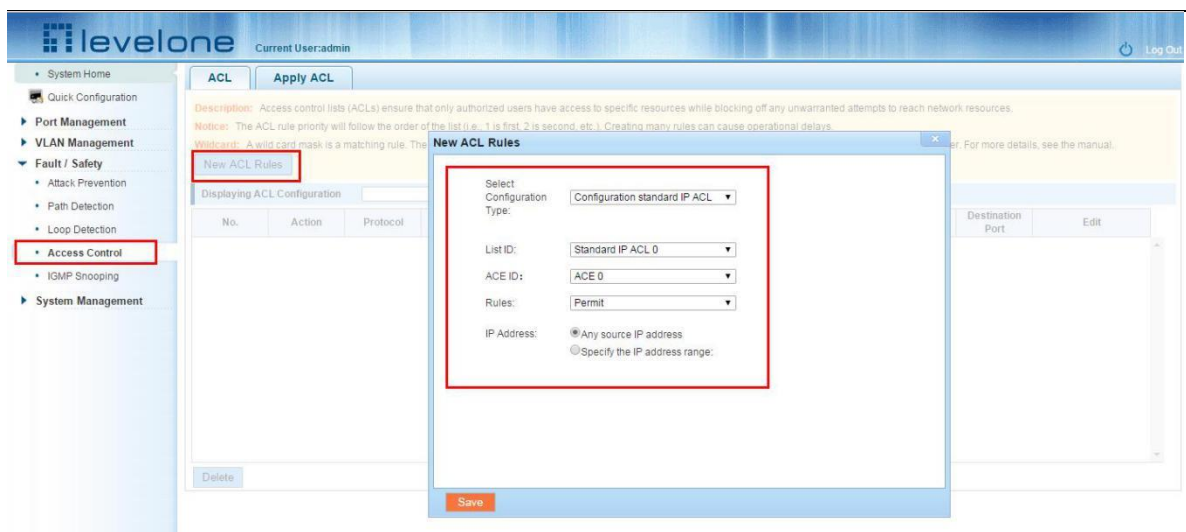 levelone Current User:admin Log Out
System Home
Quick Configuration
Port Management
VLAN Management
Fault / Safety
Attack Prevention
Path Detection
Loop Detection
Access Control
IGMP Snooping
System Management
ACL Apply ACL
Description: Access control lists (ACLs) ensure that only authorized users have access to specific resources while blocking off any unwarranted attempts to reach network resources.
Notice: The ACL rule priority will follow the order of the list (i.e., 1 is first, 2 is second, etc.). Creating many rules can cause operational delays.
Wildcard: A wild card mask is a matching rule. The er. For more details, see the manual.
New ACL Rules
Displaying ACL Configuration
No. Action Protocol Destination Port Edit
Delete
New ACL Rules
Select Configuration Type: Configuration standard IP ACL
List ID: Standard IP ACL 0
ACE ID: ACE 0
Rules: Permit
IP Address: Any source IP address
Specify the IP address range:
Save